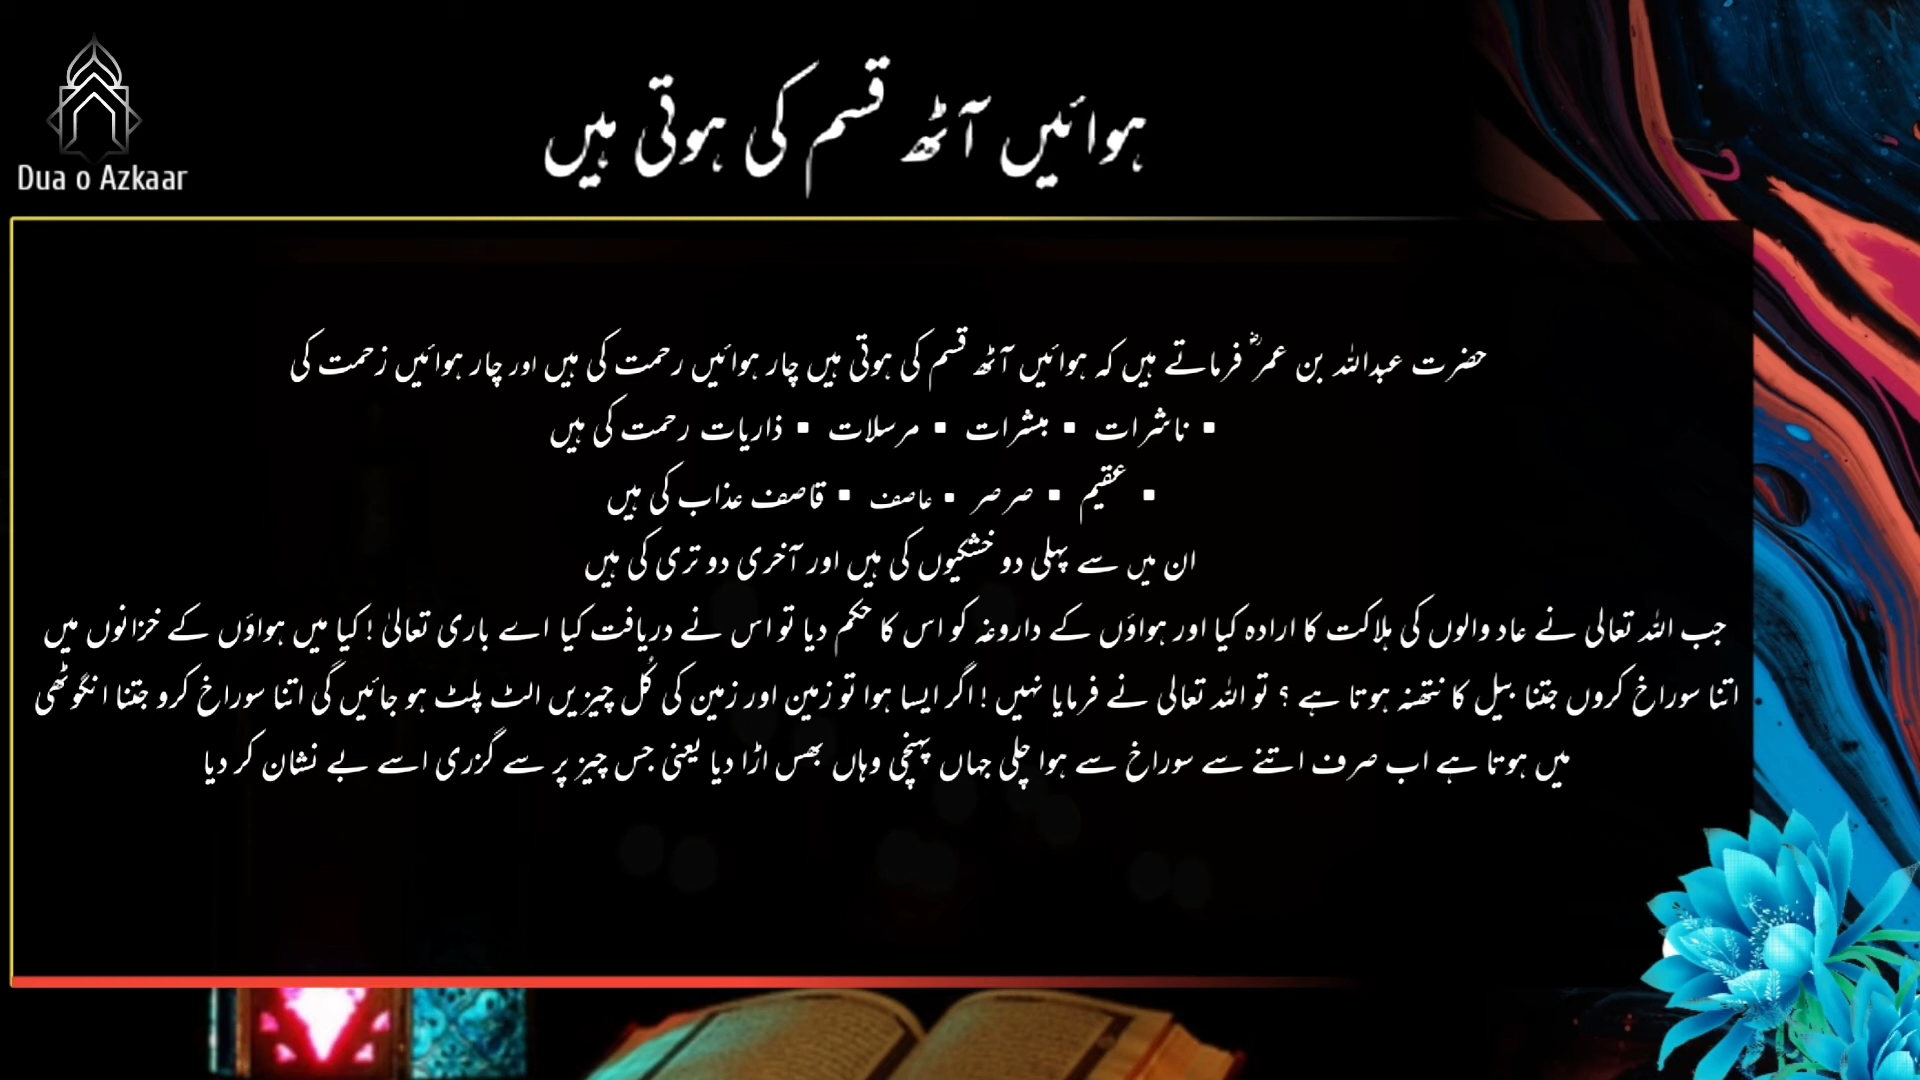 Dua o Azkaar
ہوائیں آٹھ قسم کی ہوتی ہیں
حضرت عبداللہ بن عمرؓ فرماتے ہیں کہ ہوائیں آٹھ قسم کی ہوتی ہیں چار ہوائیں رحمت کی ہیں اور چار ہوائیں زحمت کی
▪ ناشرات ▪ مبشرات ▪ مرسلات ▪ ذاریات رحمت کی ہیں
▪ عقیم ▪ صرصر ▪ عاصف ▪ قاصف عذاب کی ہیں
ان میں سے پہلی دو خشکیوں کی ہیں اور آخری دو تری کی ہیں
جب اللہ تعالی نے عاد والوں کی ہلاکت کا ارادہ کیا اور ہواؤں کے داروغہ کو اس کا حکم دیا تو اس نے دریافت کیا اے باری تعالیٰ ! کیا میں ہواؤں کے خزانوں میں
اتنا سوراخ کروں جتنا بیل کا نتھنہ ہوتا ہے ؟ تو اللہ تعالی نے فرمایا نہیں ! اگر ایسا ہوا تو زمین اور زمین کی کُل چیزیں الٹ پلٹ ہو جائیں گی اتنا سوراخ کرو جتنا انگوٹھی
میں ہوتا ہے اب صرف اتنے سے سوراخ سے ہوا چلی جہاں پہنچی وہاں بھس اڑا دیا یعنی جس چیز پر سے گزری اسے بے نشان کر دیا